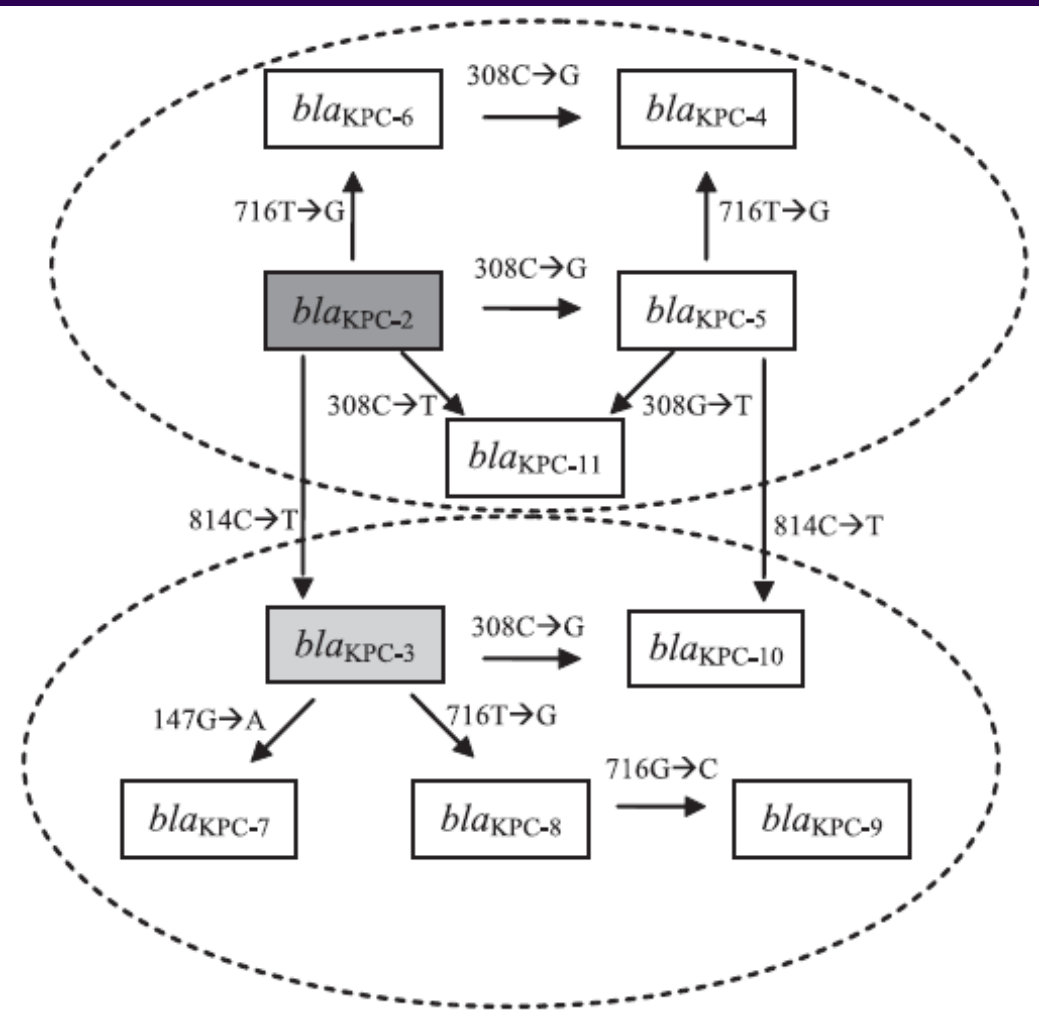 308C→G
blaKPC-6
blaKPC-4
716T→G
716T→G
308C→G
blaKPC-2
blaKPC-5
308C→T
308G→T
blaKPC-11
814C→T
814C→T
308C→G
blaKPC-3
blaKPC-10
147G→A
716T→G
716G→C
blaKPC-7
blaKPC-8
blaKPC-9